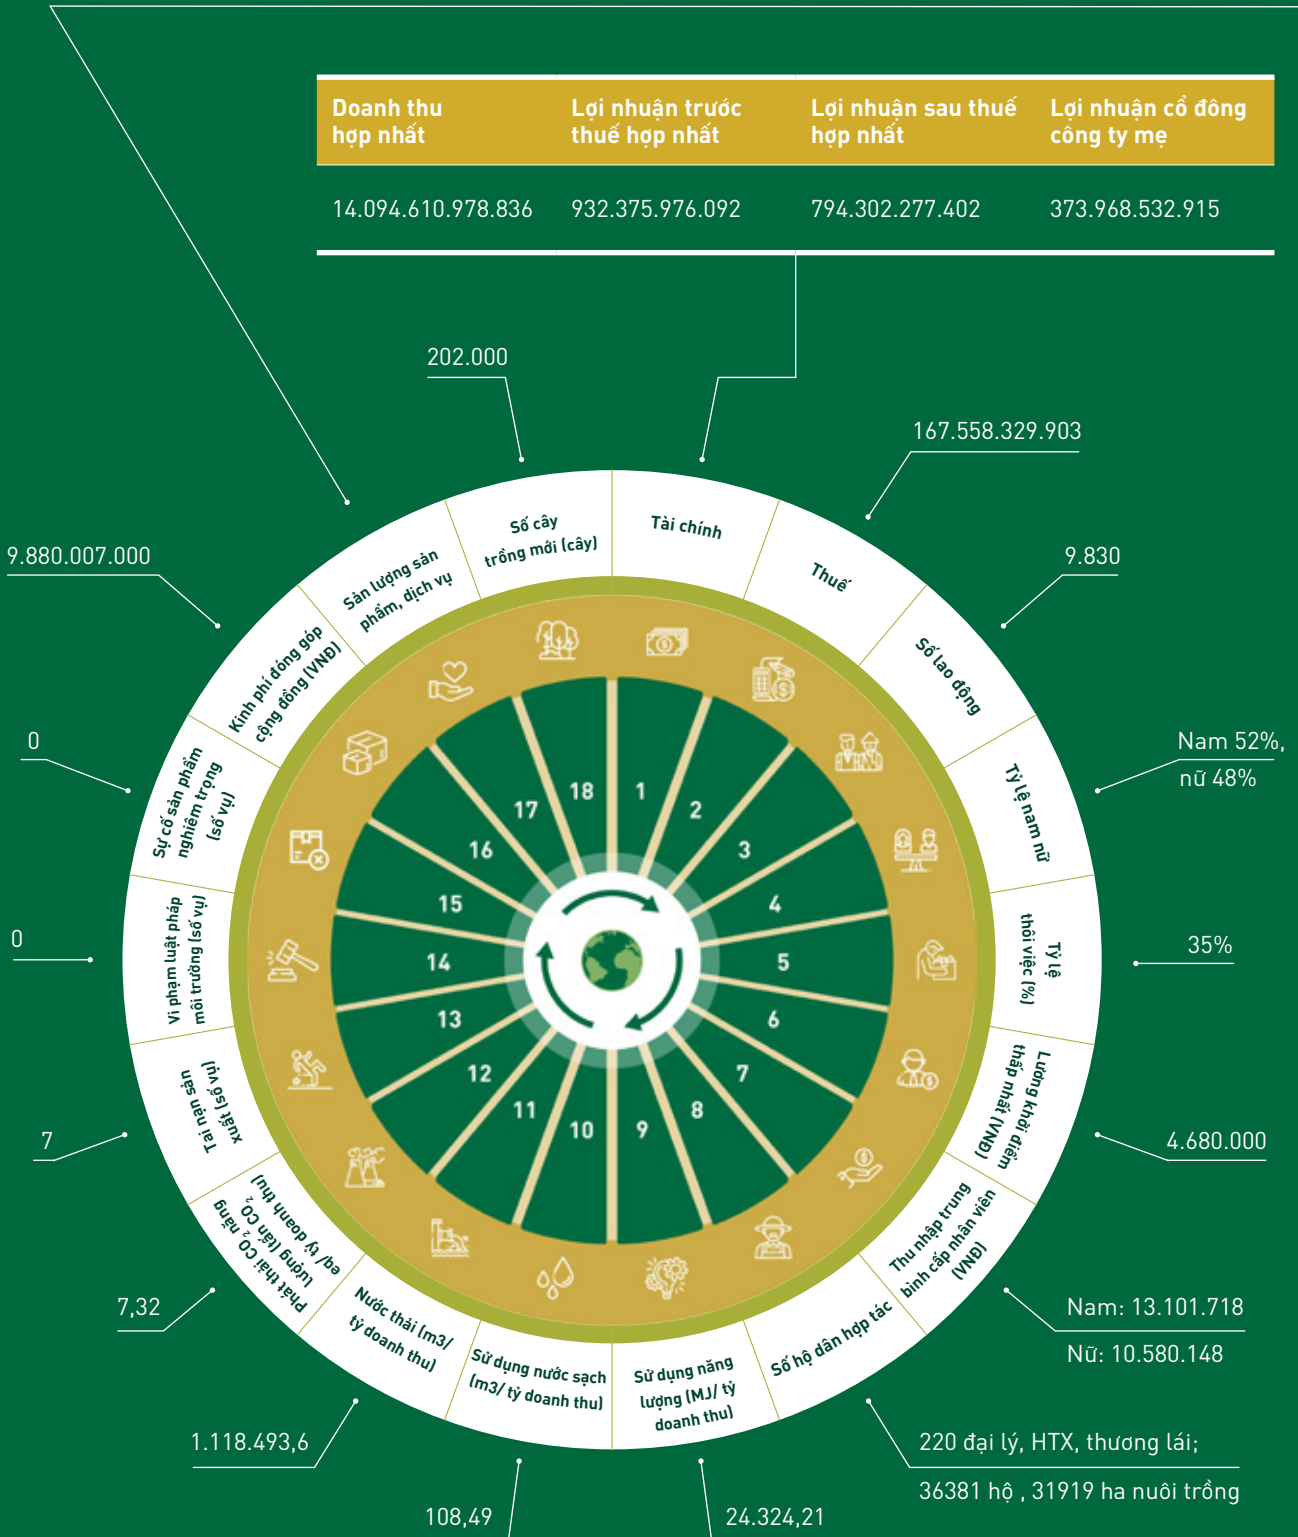 Doanh thu
hợp nhất
Lợi nhuận trước
thuế hợp nhất
Lợi nhuận sau thuế
hợp nhất
Lợi nhuận cổ đông
công ty mẹ
14.094.610.978.836
932.375.976.092
794.302.277.402
373.968.532.915
202.000
167.558.329.903
9.880.007.000
9.830
0
Nam 52%,
nữ 48%
0
35%
7
4.680.000
7,32
Nam: 13.101.718
Nữ: 10.580.148
1.118.493,6
220 đại lý, HTX, thương lái;
36381 hộ , 31919 ha nuôi trồng
108,49
24.324,21
Tài chính
Thuế
Số lao động
Tỷ lệ nam nữ
Tỷ lệ
thôi việc (%)
Lương khởi điểm
thấp nhất (VNĐ)
Thu nhập trung
bình cấp nhân viên
(VNĐ)
Số hộ dân hợp tác
Sử dụng năng
lượng (MJ/ tỷ
doanh thu)
Sử dụng nước sạch
(m3/ tỷ doanh thu)
Nước thải (m3/
tỷ doanh thu)
Phát thải CO₂ năng
lượng (tấn CO₂
eq/ tỷ doanh thu)
Tai nạn sản
xuất (số vụ)
Vi phạm luật pháp
môi trường (số vụ)
Sự cố sản phẩm
nghiêm trọng
(số vụ)
Kinh phí đóng góp
cộng đồng (VNĐ)
Sản lượng sản
phẩm, dịch vụ
Số cây
trồng mới (cây)
1
2
3
4
5
6
7
8
9
10
11
12
13
14
15
16
17
18